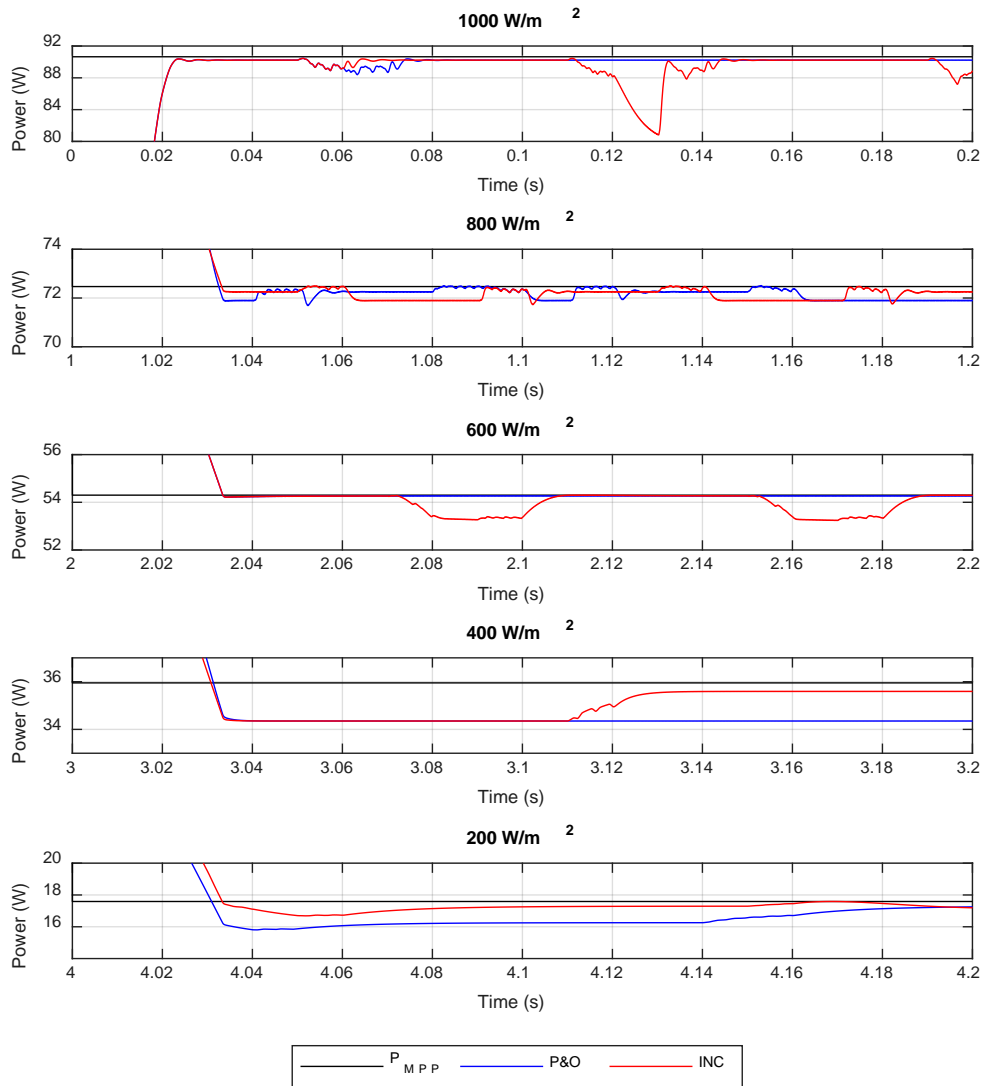 1000 W/m 2
92
88
84
80
Power (W)
0 0.02 0.04 0.06 0.08 0.1 0.12 0.14 0.16 0.18 0.2
Time (s)
800 W/m 2
74
72
70
Power (W)
1 1.02 1.04 1.06 1.08 1.1 1.12 1.14 1.16 1.18 1.2
Time (s)
600 W/m 2
56
54
52
Power (W)
2 2.02 2.04 2.06 2.08 2.1 2.12 2.14 2.16 2.18 2.2
Time (s)
400 W/m 2
36
34
Power (W)
3 3.02 3.04 3.06 3.08 3.1 3.12 3.14 3.16 3.18 3.2
Time (s)
200 W/m 2
20
18
16
Power (W)
4 4.02 4.04 4.06 4.08 4.1 4.12 4.14 4.16 4.18 4.2
Time (s)
P MPP P&O INC